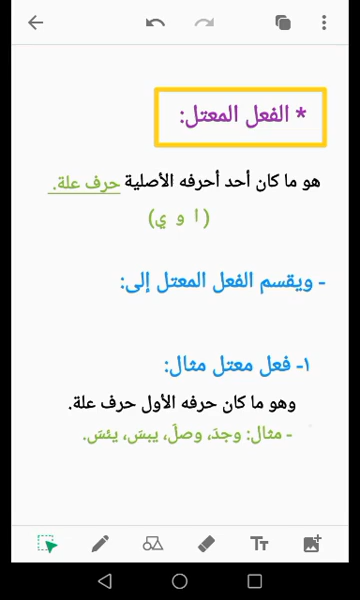 * الفعل المعتل:
هو ما كان أحد أحرفه الأصلية حرف علة.
(ا و ي)
- ويقسم الفعل المعتل إلى:
١- فعل معتل مثال:
وهو ما كان حرفه الأول حرف علة.
- مثال: وجدَ، وصلَ، يبسَ، يئسَ.
Tт